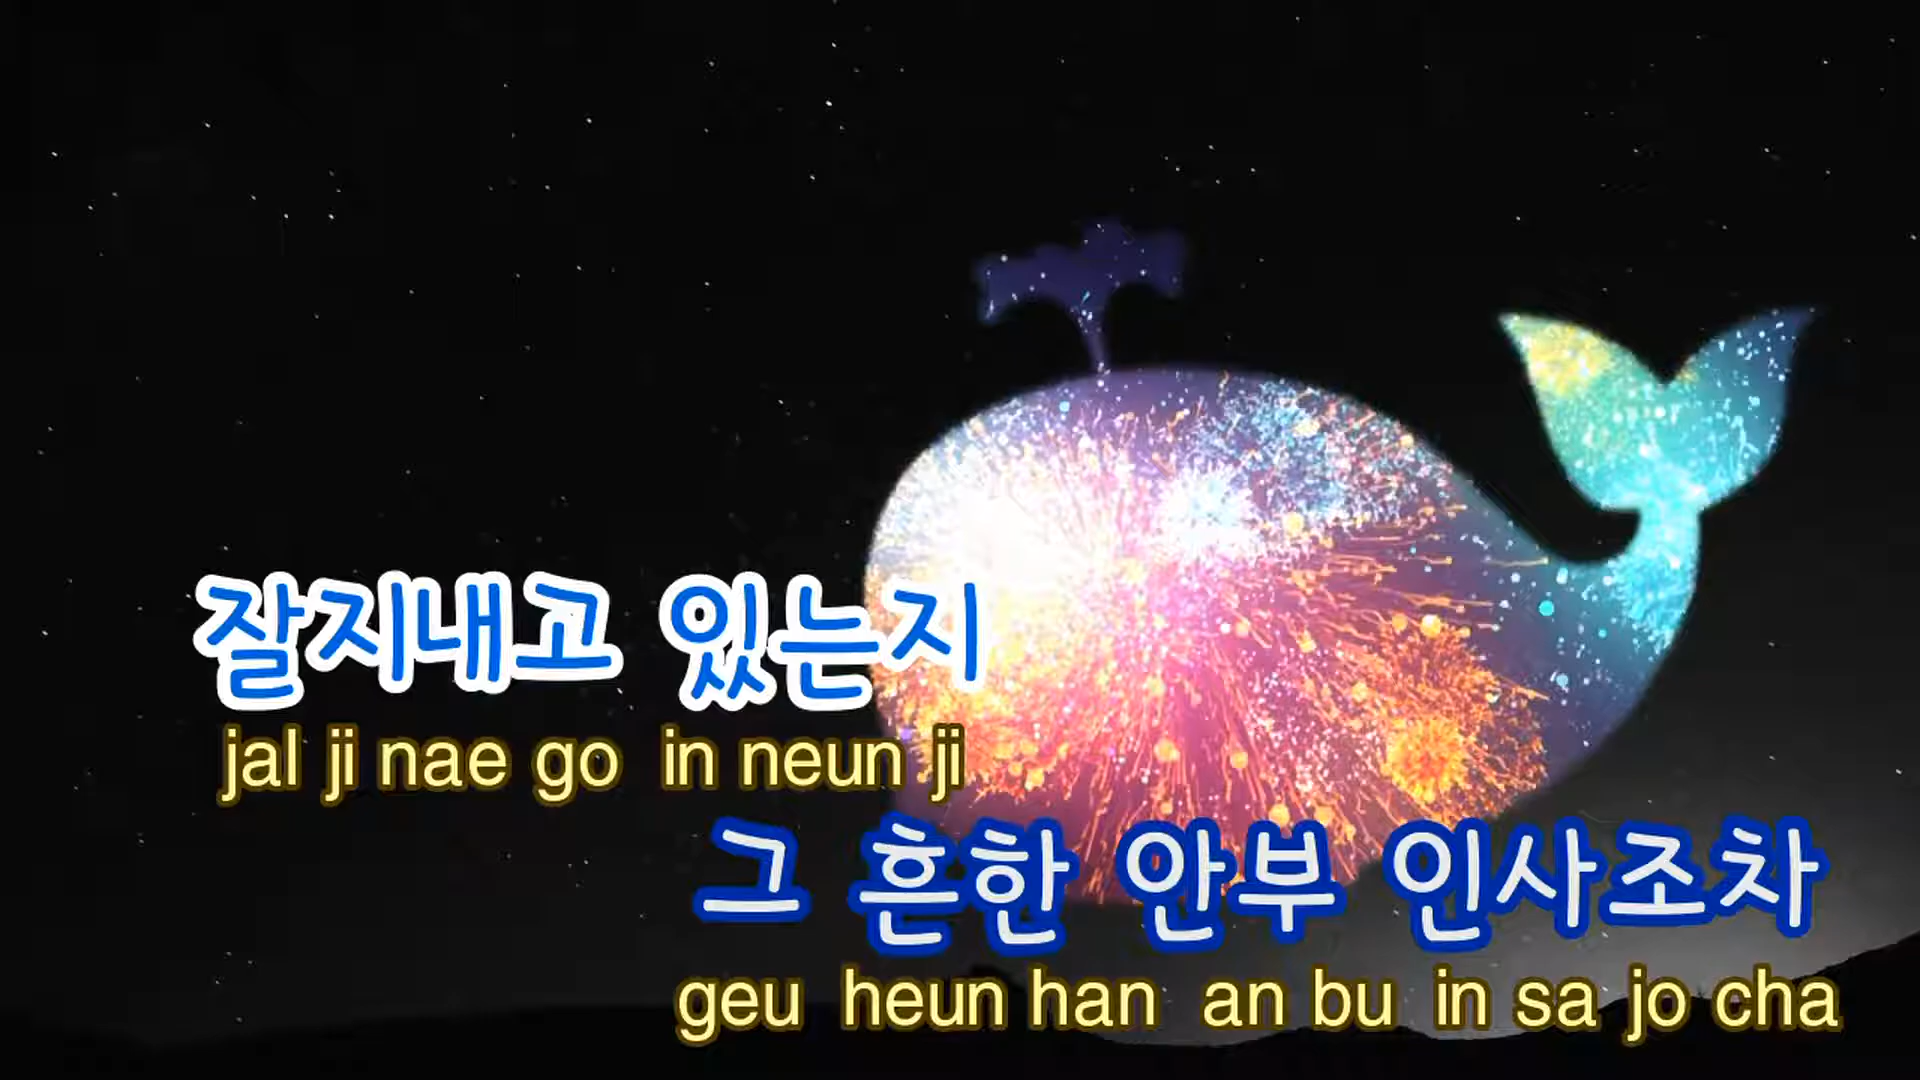 잘지내고 있는지
jal ji nae go in neun ji
그 흔한 안부 인사조차
geu heun han an bu in sa jo cha